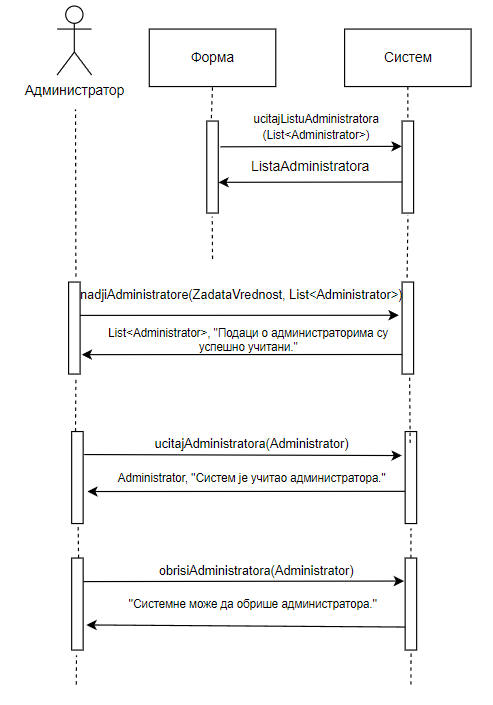 Администратор
Форма
Систем
ucitajListuAdministratora
(List<Administrator>)
ListaAdministratora
nadjiAdministratore(ZadataVrednost, List<Administrator>)
List<Administrator>, "Подаци о администраторима су
успешно учитани."
ucitajAdministratora(Administrator)
Administrator, "Систем је учитао администратора."
obrisiAdministratora(Administrator)
"Системне може да обрише администратора."